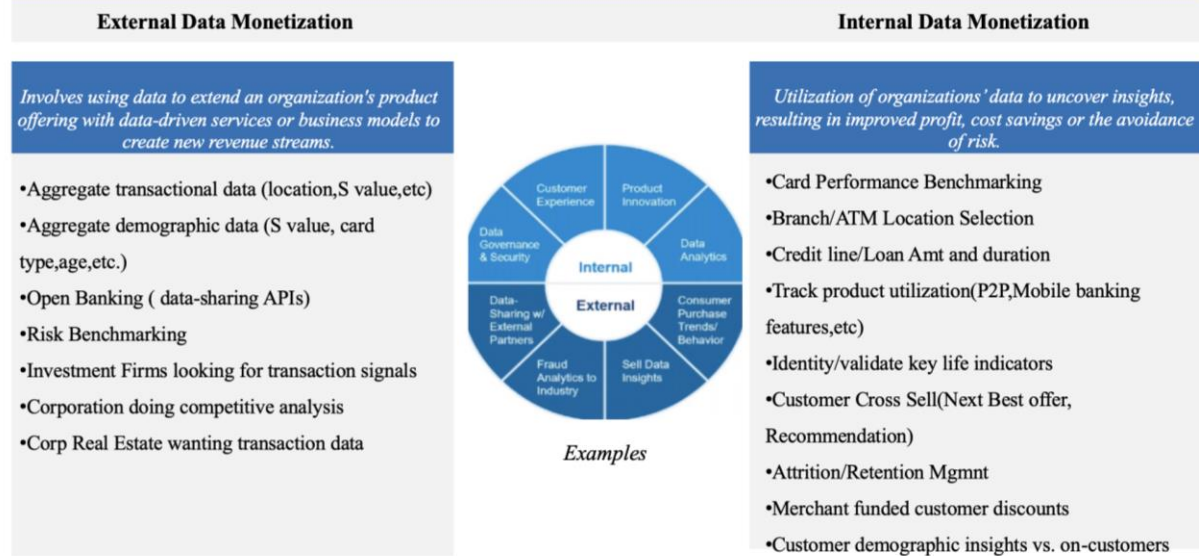 External Data Monetization
Internal Data Monetization
Involves using data to extend an organization's product
offering with data-driven services or business models to
create new revenue streams.
•Aggregate transactional data (location,S value,etc)
•Aggregate demographic data (S value, card
type,age,etc.)
•Open Banking ( data-sharing APIs)
•Risk Benchmarking
•Investment Firms looking for transaction signals
•Corporation doing competitive analysis
•Corp Real Estate wanting transaction data
Customer
Experience
Product
Innovation
Data
Governance
& Security
Data
Analytics
Internal
External
Data-
Sharing w/
External
Partners
Consumer
Purchase
Trends/
Behavior
Fraud
Analytics to
Industry
Sell Data
Insights
Examples
Utilization of organizations' data to uncover insights,
resulting in improved profit, cost savings or the avoidance
of risk.
•Card Performance Benchmarking
•Branch/ATM Location Selection
•Credit line/Loan Amt and duration
•Track product utilization(P2P,Mobile banking
features,etc)
•Identity/validate key life indicators
•Customer Cross Sell(Next Best offer,
Recommendation)
•Attrition/Retention Mgmnt
•Merchant funded customer discounts
•Customer demographic insights vs. on-customers